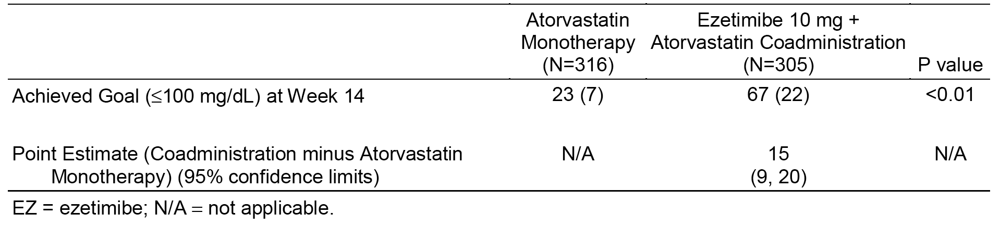 Atorvastatin Monotherapy (N=316) Ezetimibe 10 mg + Atorvastatin Coadministration (N=305) P value
Achieved Goal (≤100 mg/dL) at Week 14 23 (7) 67 (22) <0.01
Point Estimate (Coadministration minus Atorvastatin N/A 15 N/A
Monotherapy) (95% confidence limits) (9, 20)
EZ = ezetimibe; N/A = not applicable.